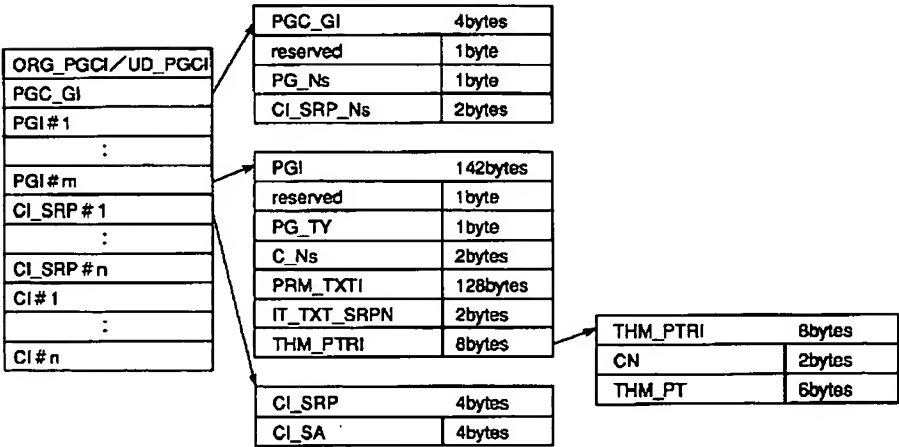 ORG_PGCI/UD_PGCI
PGC_GI
PGI#1
:
PGI#m
CI_SRP#1
:
CI_SRP#n
CI#1
:
CI#n
PGC_GI 4bytes
reserved 1byte
PG_Ns 1byte
CI_SRP_Ns 2bytes
PGI 142bytes
reserved 1byte
PG_TY 1byte
C_Ns 2bytes
PRM_TXTI 128bytes
IT_TXT_SRPN 2bytes
THM_PTRI 8bytes
CI_SRP 4bytes
CI_SA 4bytes
THM_PTRI 8bytes
CN 2bytes
THM_PT 6bytes